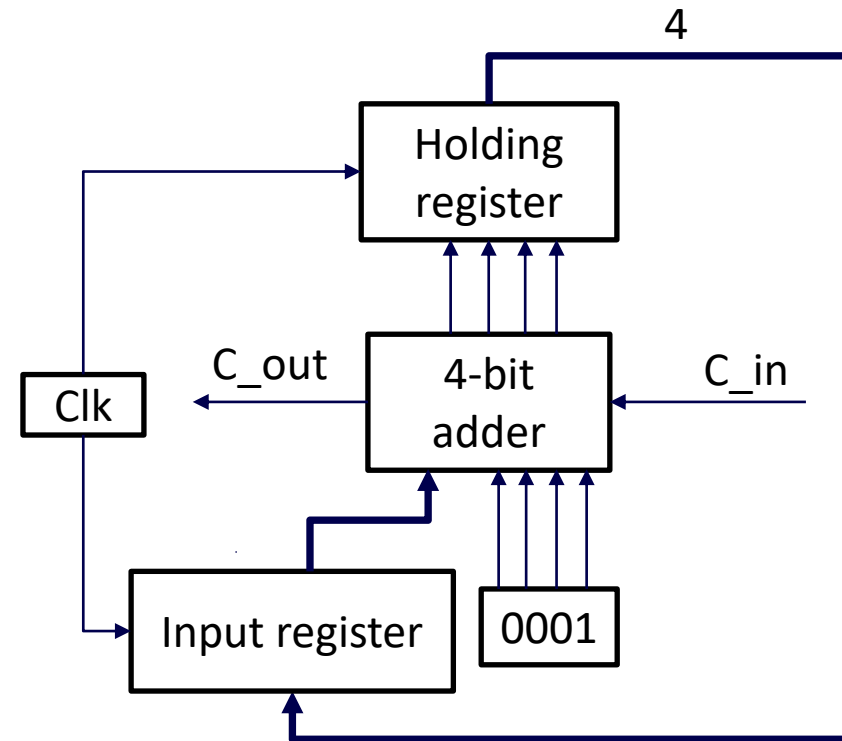 4
Holding
register
C_out
4-bit
adder
C_in
Clk
Input register
0001